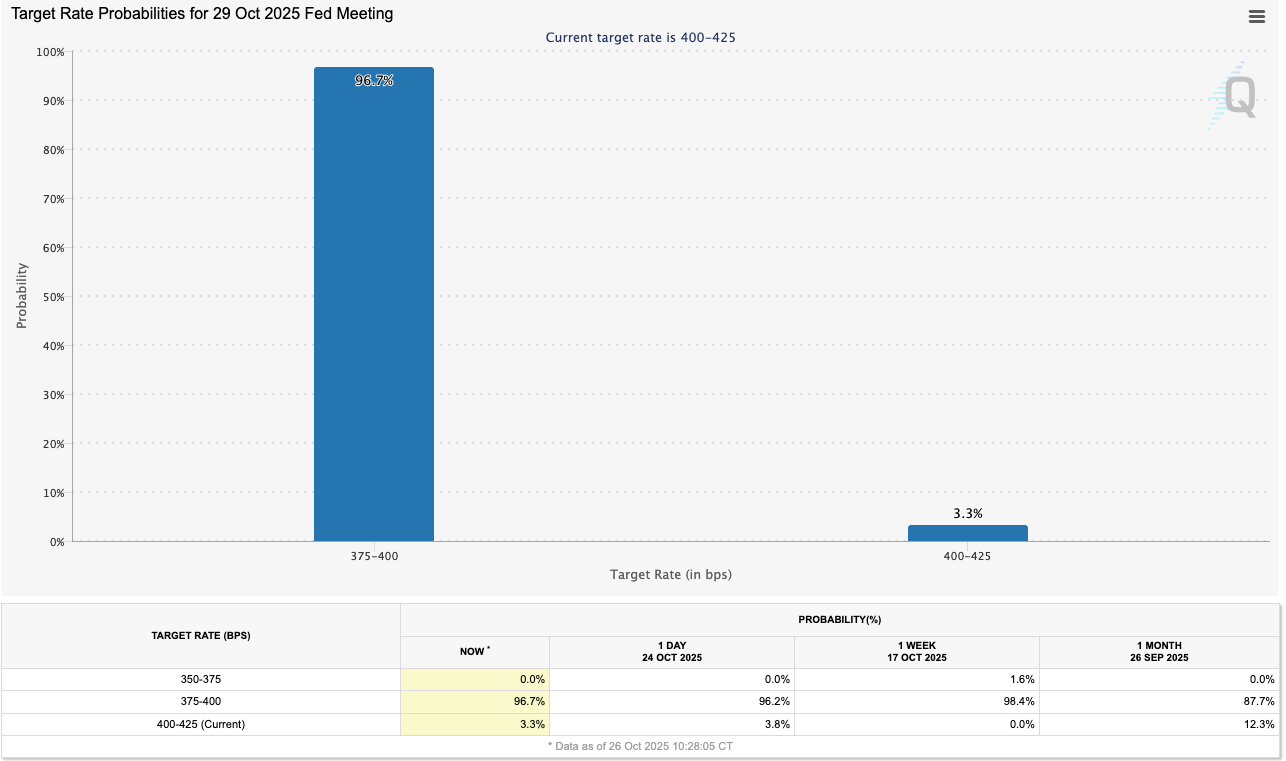 Target Rate Probabilities for 29 Oct 2025 Fed Meeting
Current target rate is 400–425
100%
90%
80%
70%
60%
50%
40%
30%
20%
10%
0%
Probability
96.7%
3.3%
375–400
400–425
Target Rate (in bps)
Q
TARGET RATE (BPS)
PROBABILITY(%)
NOW *
1 DAY
24 OCT 2025
1 WEEK
17 OCT 2025
1 MONTH
26 SEP 2025
350-375 0.0% 0.0% 1.6% 0.0%
375-400 96.7% 96.2% 98.4% 87.7%
400-425 (Current) 3.3% 3.8% 0.0% 12.3%
* Data as of 26 Oct 2025 10:28:05 CT